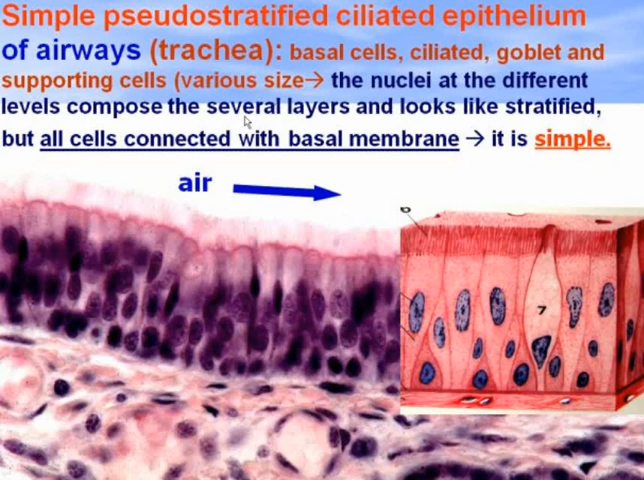 Simple pseudostratified ciliated epithelium
of airways (trachea): basal cells, ciliated, goblet and
supporting cells (various size→ the nuclei at the different
levels compose the several layers and looks like stratified,
but all cells connected with basal membrane → it is simple.
air
7